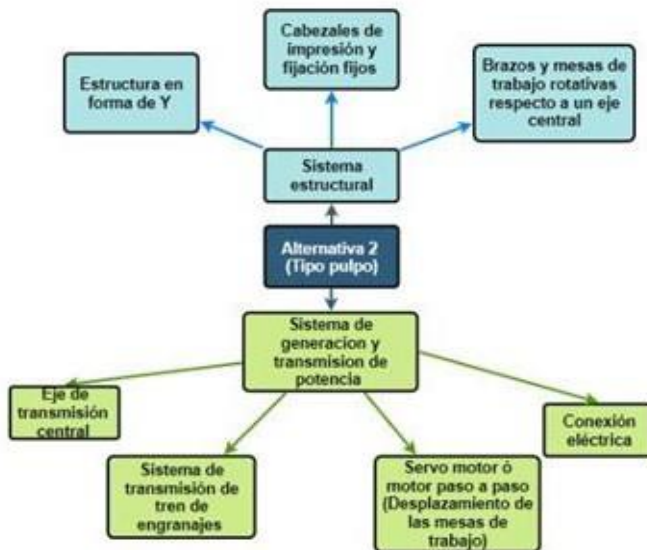 Cabezales de
impresión y
fijación fijos
Estructura en
forma de Y
Brazos y mesas de
trabajo rotativas
respecto a un eje
central
Sistema
estructural
Alternativa 2
(Tipo pulpo)
Sistema de
generacion y
transmision de
potencia
Eje de
transmisión
central
Conexión
eléctrica
Sistema de
transmisión de
tren de
engranajes
Servo motor ó
motor paso a paso
(Desplazamiento de
las mesas de
trabajo)